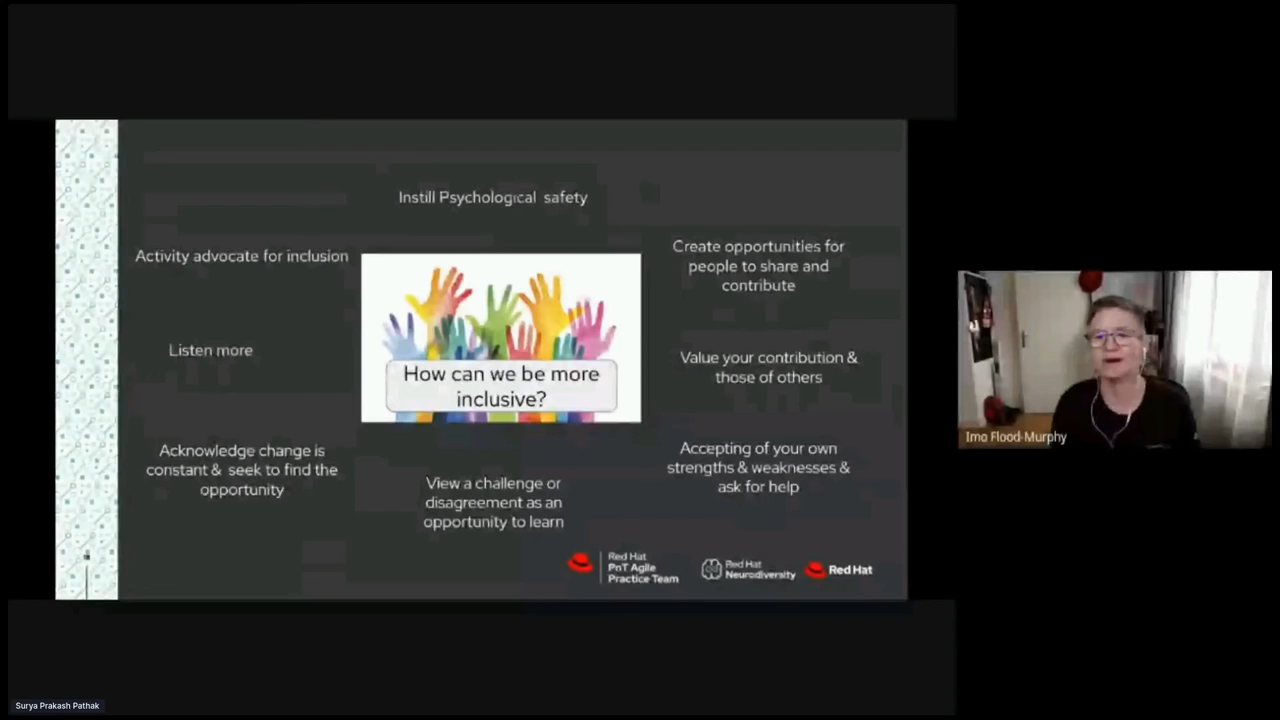 Instill Psychological safety
Activity advocate for inclusion
Create opportunities for
people to share and
contribute
Listen more
How can we be more
inclusive?
Value your contribution &
those of others
Acknowledge change is
constant & seek to find the
opportunity
View a challenge or
disagreement as an
opportunity to learn
Accepting of your own
strengths & weaknesses &
ask for help
Red Hat
PnT Agile
Practice Team
Red Hat
Neurodiversity
Red Hat
Imo Flood-Murphy
Surya Prakash Pathak